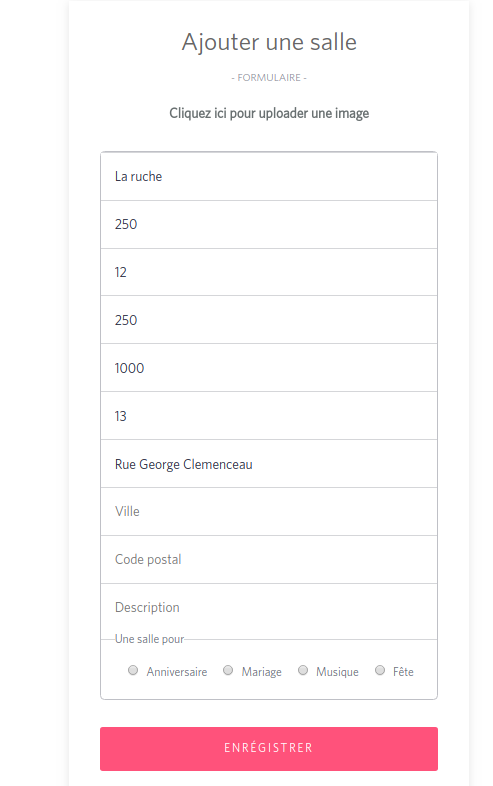 Ajouter une salle
- FORMULAIRE -
Cliquez ici pour uploader une image
La ruche
250
12
250
1000
13
Rue George Clemenceau
Ville
Code postal
Description
Une salle pour
Anniversaire Mariage Musique Fête
ENRÉGISTRER